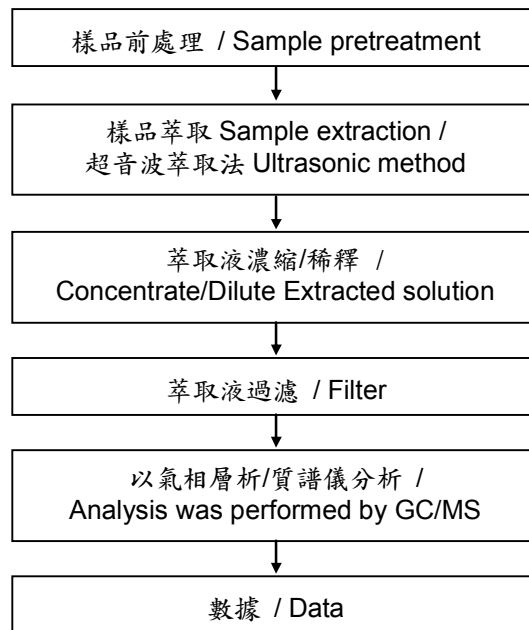 樣品前處理 / Sample pretreatment
樣品萃取 Sample extraction /
超音波萃取法 Ultrasonic method
萃取液濃縮/稀釋 /
Concentrate/Dilute Extracted solution
萃取液過濾 / Filter
以氣相層析/質譜儀分析 /
Analysis was performed by GC/MS
數據 / Data